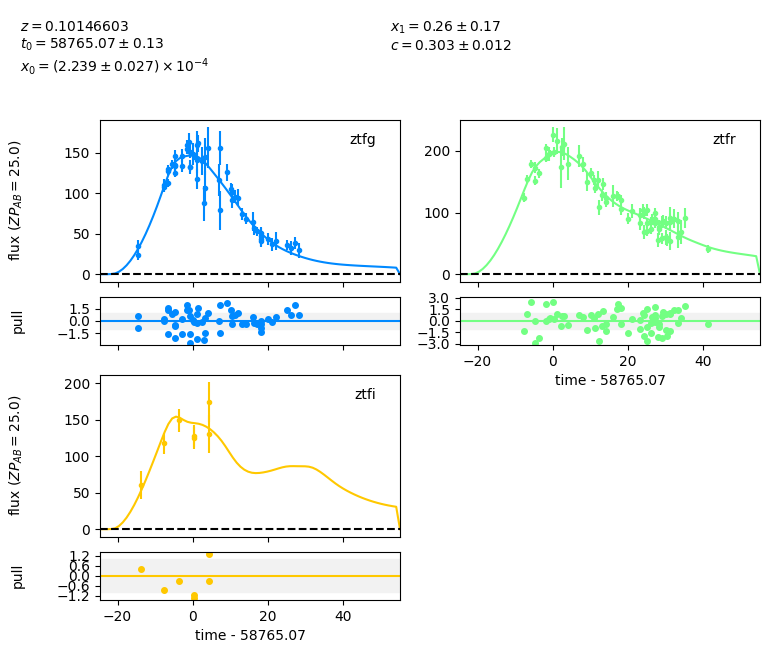 z = 0.10146603
t₀ = 58765.07 ± 0.13
x₀ = (2.239 ± 0.027) × 10⁻⁴
x₁ = 0.26 ± 0.17
c = 0.303 ± 0.012
ztfg
flux (ZP_AB = 25.0)
150
100
50
0
pull
1.5
0.0
−1.5
ztfr
200
100
0
3.0
1.5
0.0
−1.5
−3.0
−20 0 20 40
time - 58765.07
ztfi
flux (ZP_AB = 25.0)
200
150
100
50
0
pull
1.2
0.6
0.0
−0.6
−1.2
−20 0 20 40
time - 58765.07